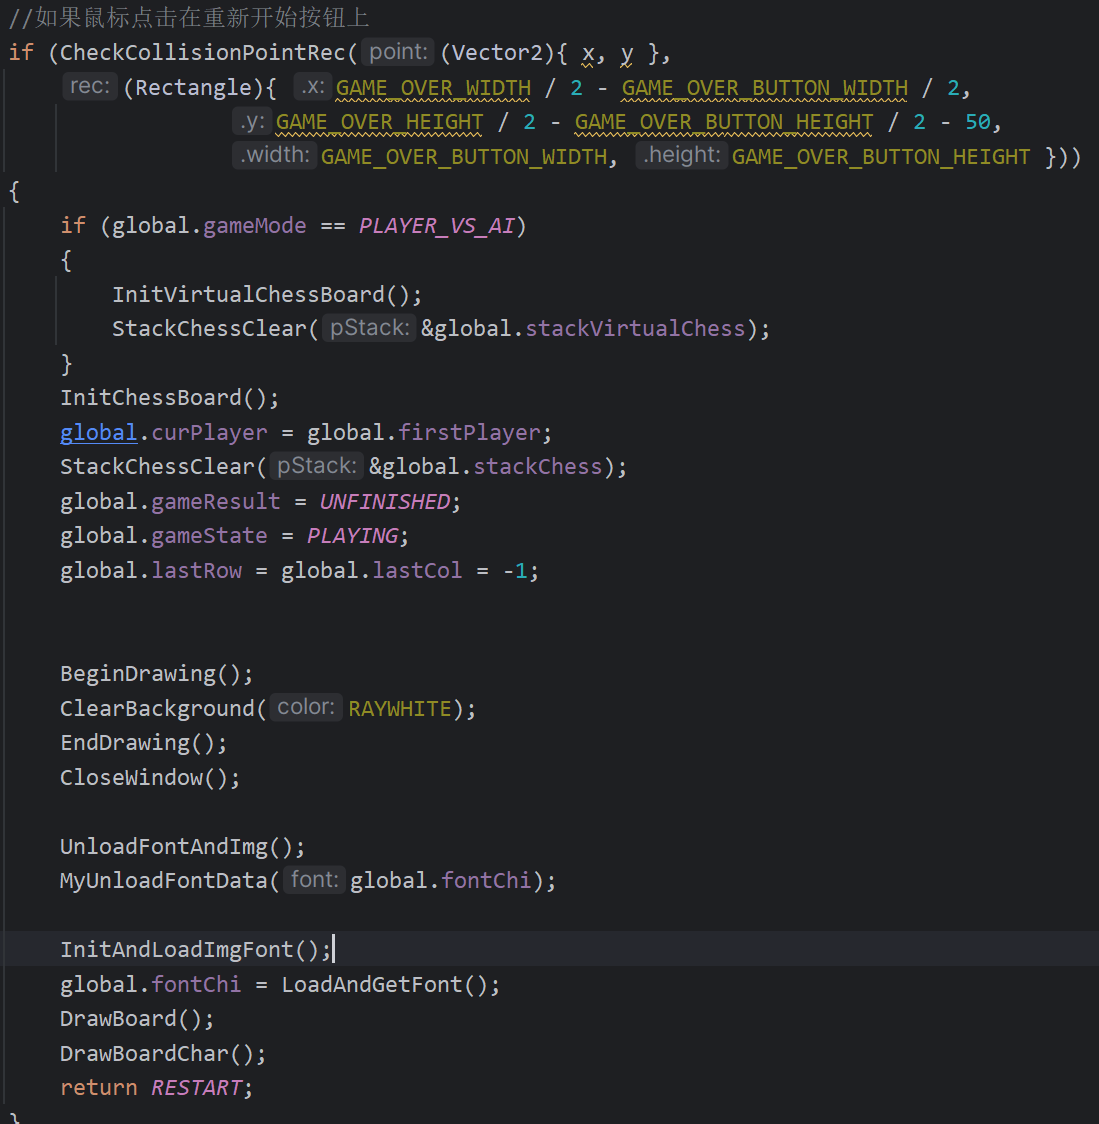 //如果鼠标点击在重新开始按钮上
if (CheckCollisionPointRec( point: (Vector2){ x, y },
rec: (Rectangle){ .x: GAME_OVER_WIDTH / 2 - GAME_OVER_BUTTON_WIDTH / 2,
.y: GAME_OVER_HEIGHT / 2 - GAME_OVER_BUTTON_HEIGHT / 2 - 50,
.width: GAME_OVER_BUTTON_WIDTH, .height: GAME_OVER_BUTTON_HEIGHT }))
{
if (global.gameMode == PLAYER_VS_AI)
{
InitVirtualChessBoard();
StackChessClear( pStack: &global.stackVirtualChess);
}
InitChessBoard();
global.curPlayer = global.firstPlayer;
StackChessClear( pStack: &global.stackChess);
global.gameResult = UNFINISHED;
global.gameState = PLAYING;
global.lastRow = global.lastCol = -1;
BeginDrawing();
ClearBackground( color: RAYWHITE);
EndDrawing();
CloseWindow();
UnloadFontAndImg();
MyUnloadFontData( font: global.fontChi);
InitAndLoadImgFont();
global.fontChi = LoadAndGetFont();
DrawBoard();
DrawBoardChar();
return RESTART;
}